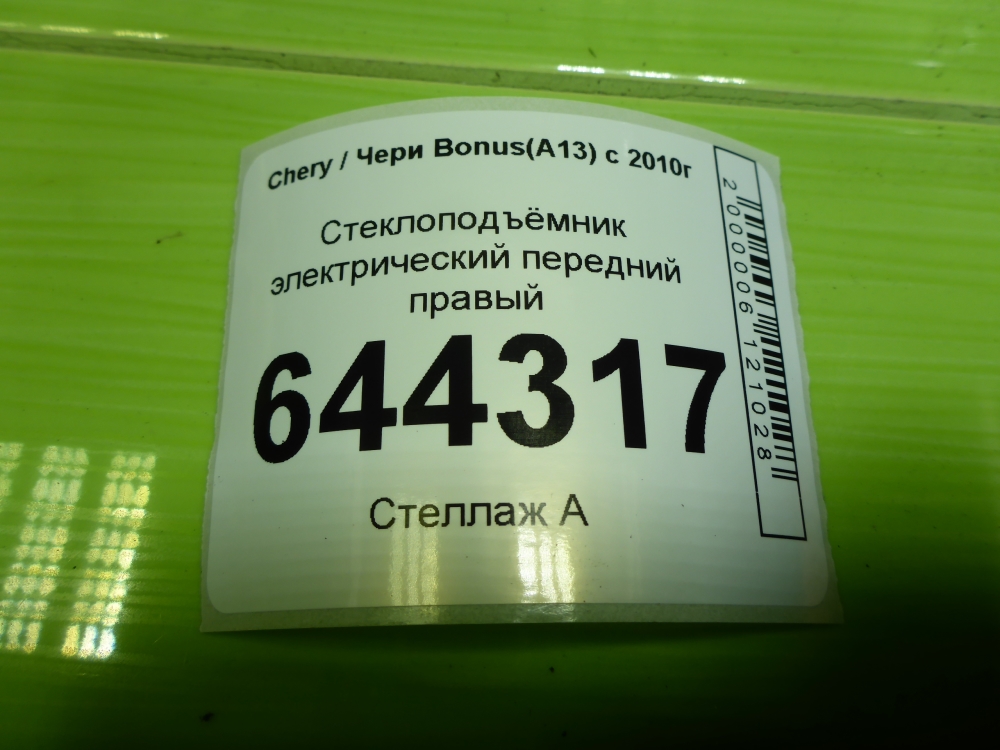 Chery / Чери Bonus(A13) с 2010г
Стеклоподъёмник
электрический передний
правый
644317
Стеллаж А
2000006121028